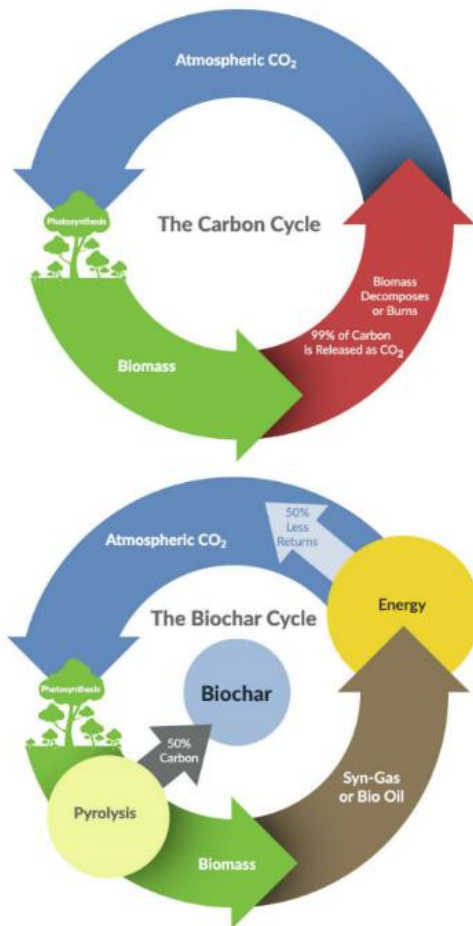 Atmospheric CO₂
Photosynthesis
The Carbon Cycle
Biomass
Decomposes
or Burns
99% of Carbon
is Released as CO₂
Biomass
50%
Less
Returns
Atmospheric CO₂
Energy
The Biochar Cycle
Photosynthesis
Biochar
50%
Carbon
Syn-Gas
or Bio Oil
Pyrolysis
Biomass